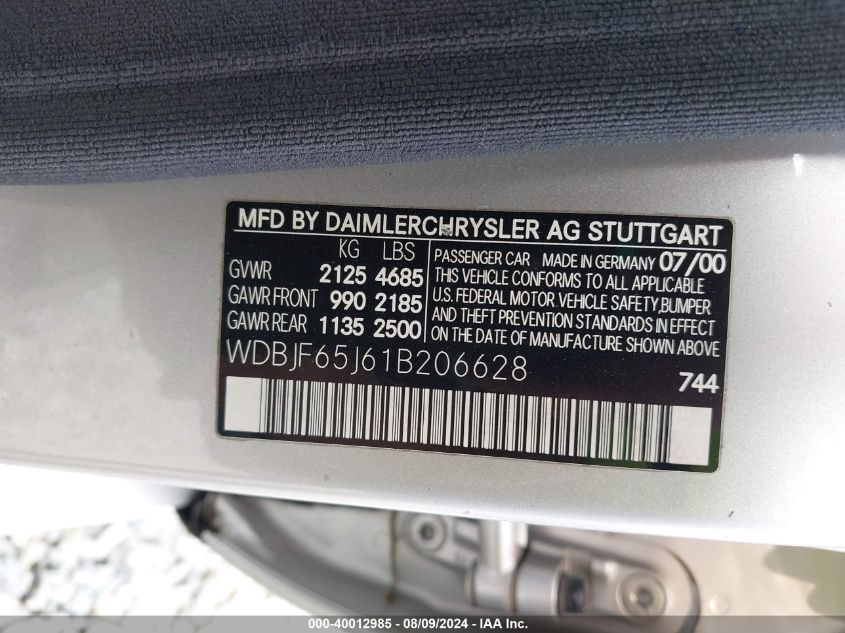 MFD BY DAIMLERCHRYSLER AG STUTTGART
KG LBS
GVWR 2125 4685
GAWR FRONT 990 2185
GAWR REAR 1135 2500
PASSENGER CAR MADE IN GERMANY 07/00
THIS VEHICLE CONFORMS TO ALL APPLICABLE
U.S. FEDERAL MOTOR VEHICLE SAFETY,BUMPER
AND THEFT PREVENTION STANDARDS IN EFFECT
ON THE DATE OF MANUFACTURE SHOWN ABOVE
WDBJF65J61B206628
744
000-40012985 - 08/09/2024 - IAA Inc.